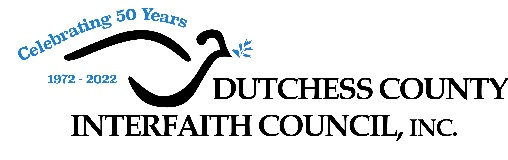 Celebrating 50 Years
1972 - 2022
DUTCHESS COUNTY
INTERFAITH COUNCIL, INC.